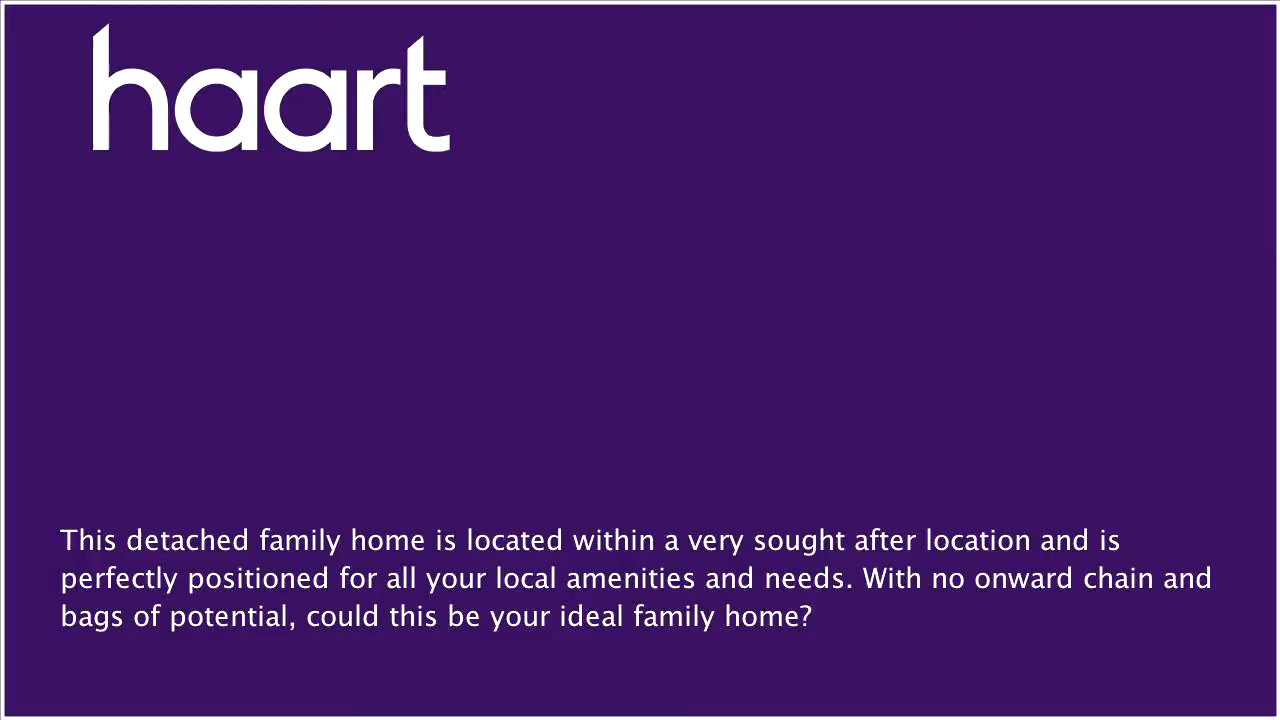 haart
This detached family home is located within a very sought after location and is
perfectly positioned for all your local amenities and needs. With no onward chain and
bags of potential, could this be your ideal family home?